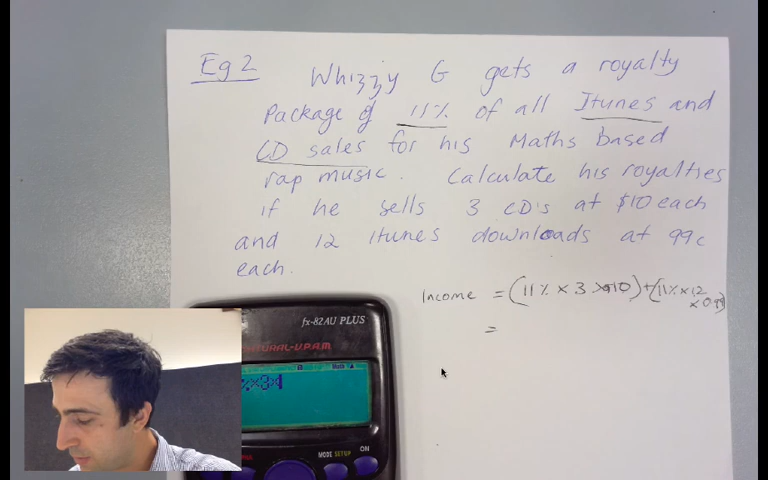 Eg 2 Whizzy G gets a royalty
Package of 11% of all Itunes and
CD sales for his Maths based
rap music. Calculate his royalties
if he sells 3 CD's at $10 each
and 12 Itunes downloads at 99c
each.
Income = (11% × 3 × 10) + (11% × 12
× 0.99)
=
fx-82AU PLUS
NATURAL-V.P.A.M.
%×3×
MODE SETUP ON